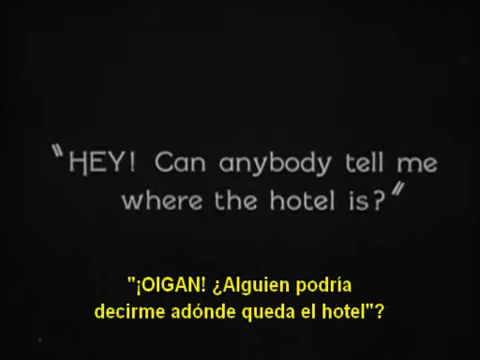 "HEY! Can anybody tell me
where the hotel is?"
"¡OIGAN! ¿Alguien podría
decirme adónde queda el hotel"?